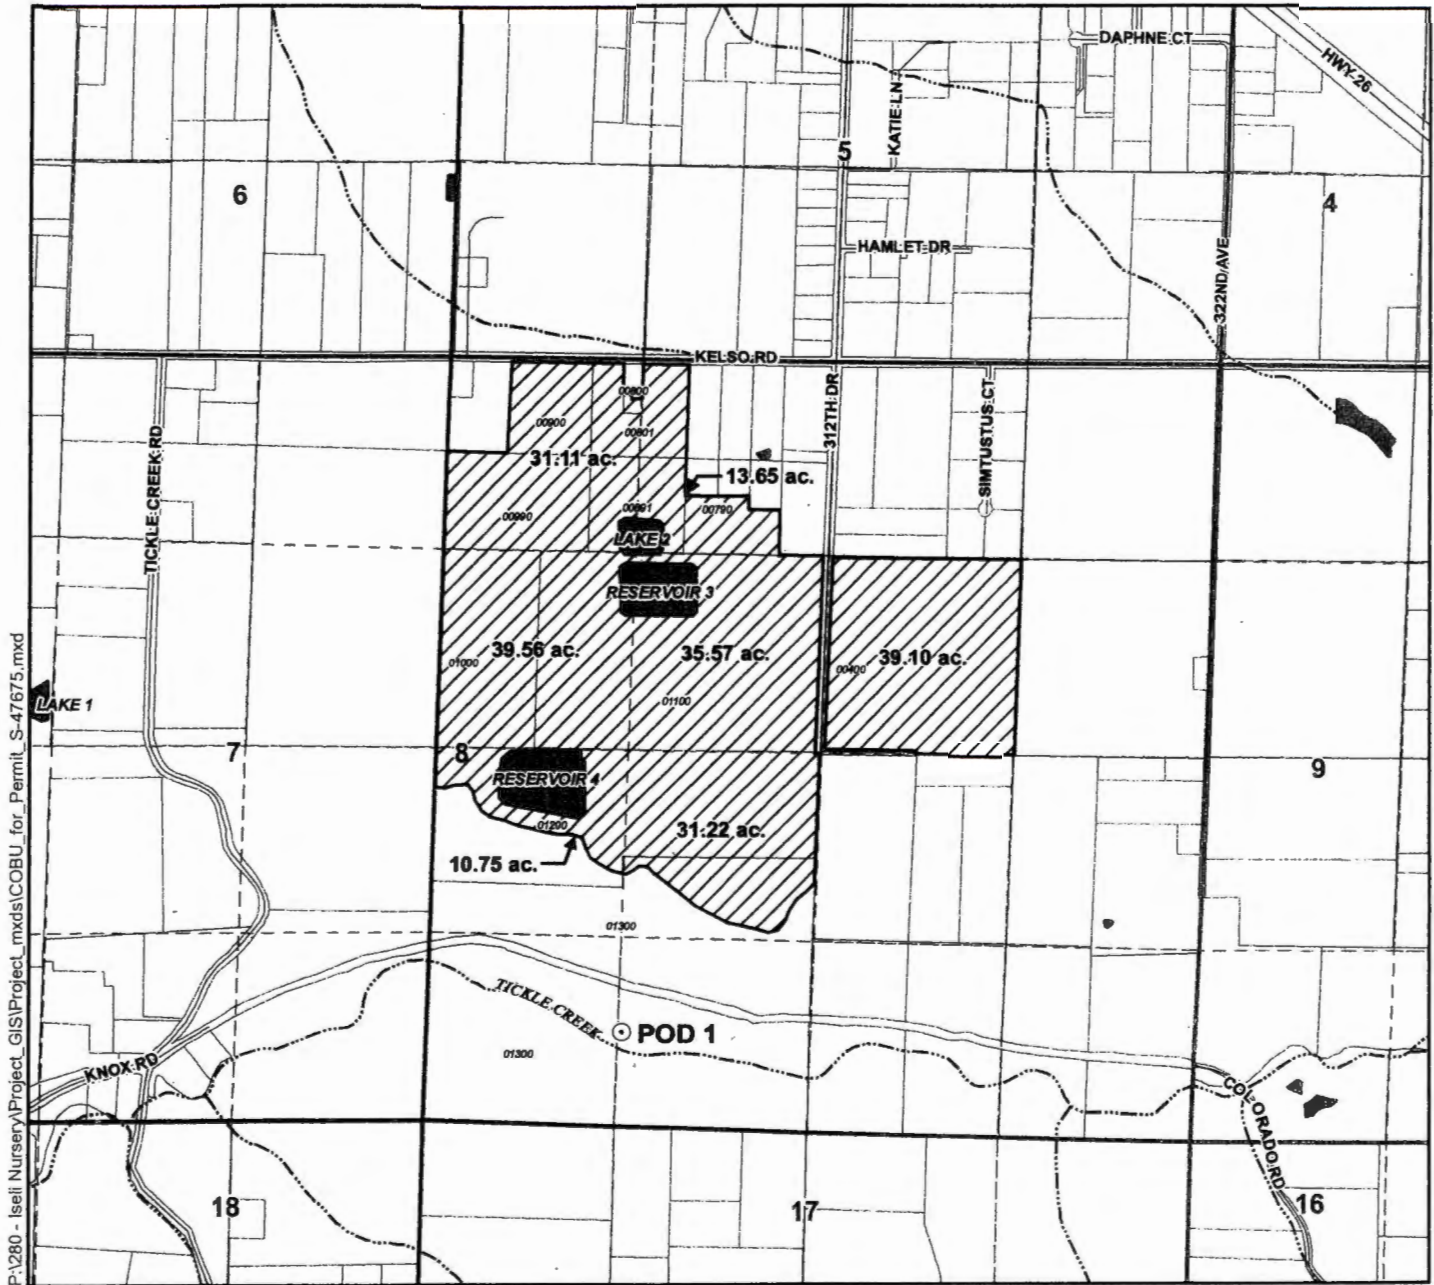 DAPHNE CT
HWY 26
KATIE LN
5
6
4
HAMLET DR
322ND AVE
KELSO RD
TICKLE CREEK RD
312TH DR
SIMTUSTUS CT
00800
00900
00801
31.11 ac.
13.65 ac.
00990
00891
00790
LAKE 2
RESERVOIR 3
39.56 ac.
35.57 ac.
39.10 ac.
01000
00400
01100
LAKE 1
7
8
9
RESERVOIR 4
01200
31.22 ac.
10.75 ac.
01300
TICKLE CREEK
POD 1
01300
KNOX RD
COLORADO RD
18
17
16
P:\280 - Iseli Nursery\Project_GIS\Project_mxds\COBU_for_Permit_S-47675.mxd